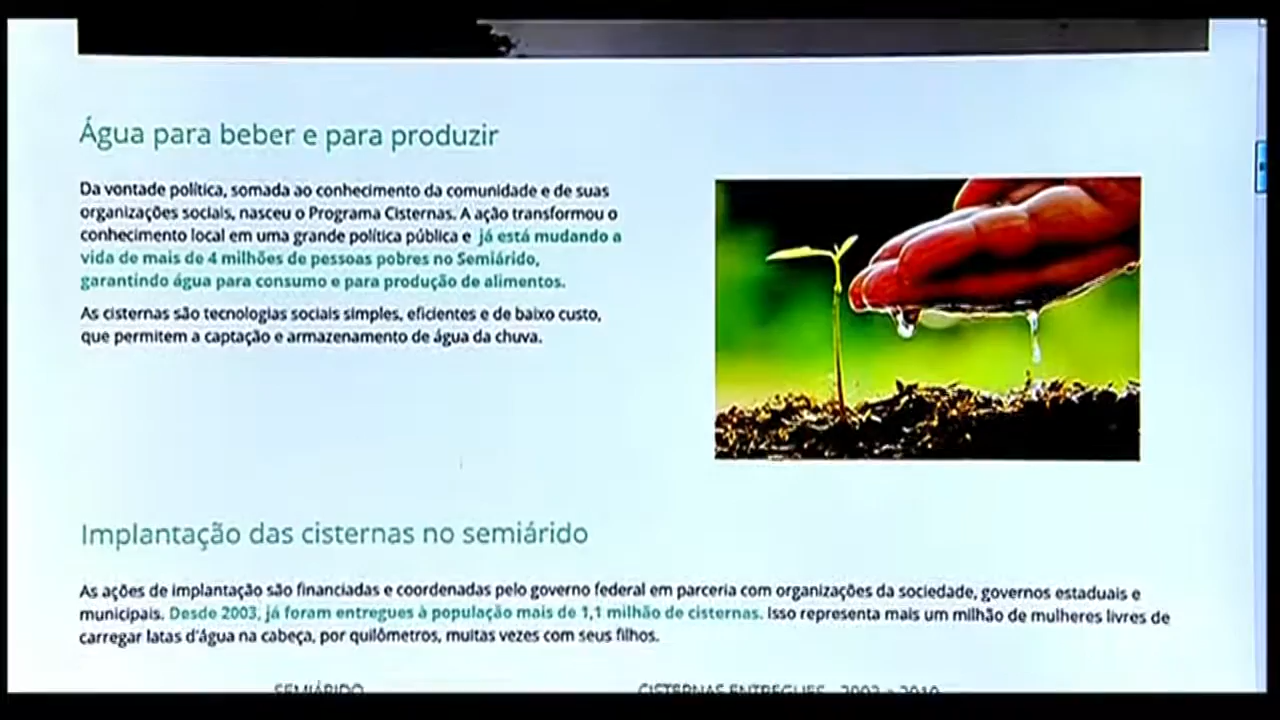 Água para beber e para produzir
Da vontade política, somada ao conhecimento da comunidade e de suas
organizações sociais, nasceu o Programa Cisternas. A ação transformou o
conhecimento local em uma grande política pública e já está mudando a
vida de mais de 4 milhões de pessoas pobres no Semiárido,
garantindo água para consumo e para produção de alimentos.
As cisternas são tecnologias sociais simples, eficientes e de baixo custo,
que permitem a captação e armazenamento de água da chuva.
Implantação das cisternas no semiárido
As ações de implantação são financiadas e coordenadas pelo governo federal em parceria com organizações da sociedade, governos estaduais e
municipais. Desde 2003, já foram entregues à população mais de 1,1 milhão de cisternas. Isso representa mais um milhão de mulheres livres de
carregar latas d'água na cabeça, por quilômetros, muitas vezes com seus filhos.
SEMIÁRIDO
CISTERNAS ENTREGUES